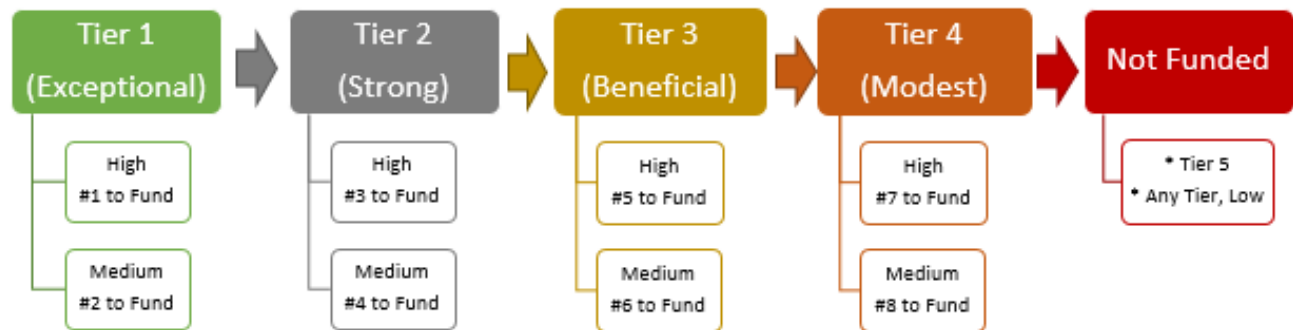 Tier 1
(Exceptional)
High
#1 to Fund
Medium
#2 to Fund
Tier 2
(Strong)
High
#3 to Fund
Medium
#4 to Fund
Tier 3
(Beneficial)
High
#5 to Fund
Medium
#6 to Fund
Tier 4
(Modest)
High
#7 to Fund
Medium
#8 to Fund
Not Funded
* Tier 5
* Any Tier, Low